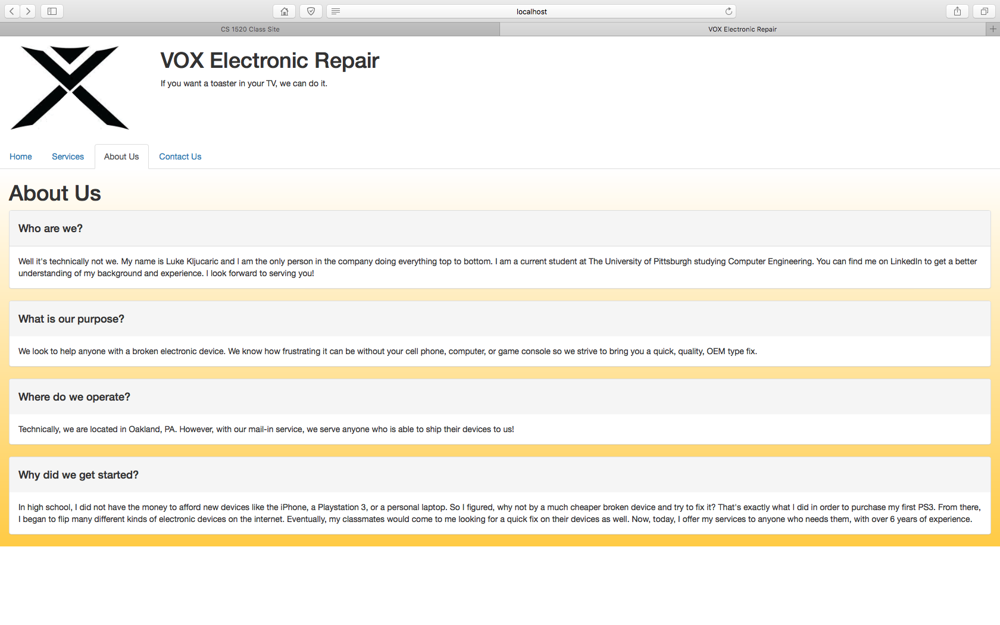 localhost
CS 1520 Class Site
VOX Electronic Repair
VOX Electronic Repair
If you want a toaster in your TV, we can do it.
Home
Services
About Us
Contact Us
About Us
Who are we?
Well it's technically not we. My name is Luke Kljucaric and I am the only person in the company doing everything top to bottom. I am a current student at The University of Pittsburgh studying Computer Engineering. You can find me on LinkedIn to get a better
understanding of my background and experience. I look forward to serving you!
What is our purpose?
We look to help anyone with a broken electronic device. We know how frustrating it can be without your cell phone, computer, or game console so we strive to bring you a quick, quality, OEM type fix.
Where do we operate?
Technically, we are located in Oakland, PA. However, with our mail-in service, we serve anyone who is able to ship their devices to us!
Why did we get started?
In high school, I did not have the money to afford new devices like the iPhone, a Playstation 3, or a personal laptop. So I figured, why not by a much cheaper broken device and try to fix it? That's exactly what I did in order to purchase my first PS3. From there,
I began to flip many different kinds of electronic devices on the internet. Eventually, my classmates would come to me looking for a quick fix on their devices as well. Now, today, I offer my services to anyone who needs them, with over 6 years of experience.